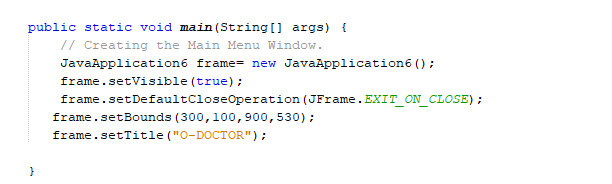 public static void main(String[] args) {
// Creating the Main Menu Window.
JavaApplication6 frame= new JavaApplication6();
frame.setVisible(true);
frame.setDefaultCloseOperation(JFrame.EXIT_ON_CLOSE);
frame.setBounds(300,100,900,530);
frame.setTitle("O-DOCTOR");
}